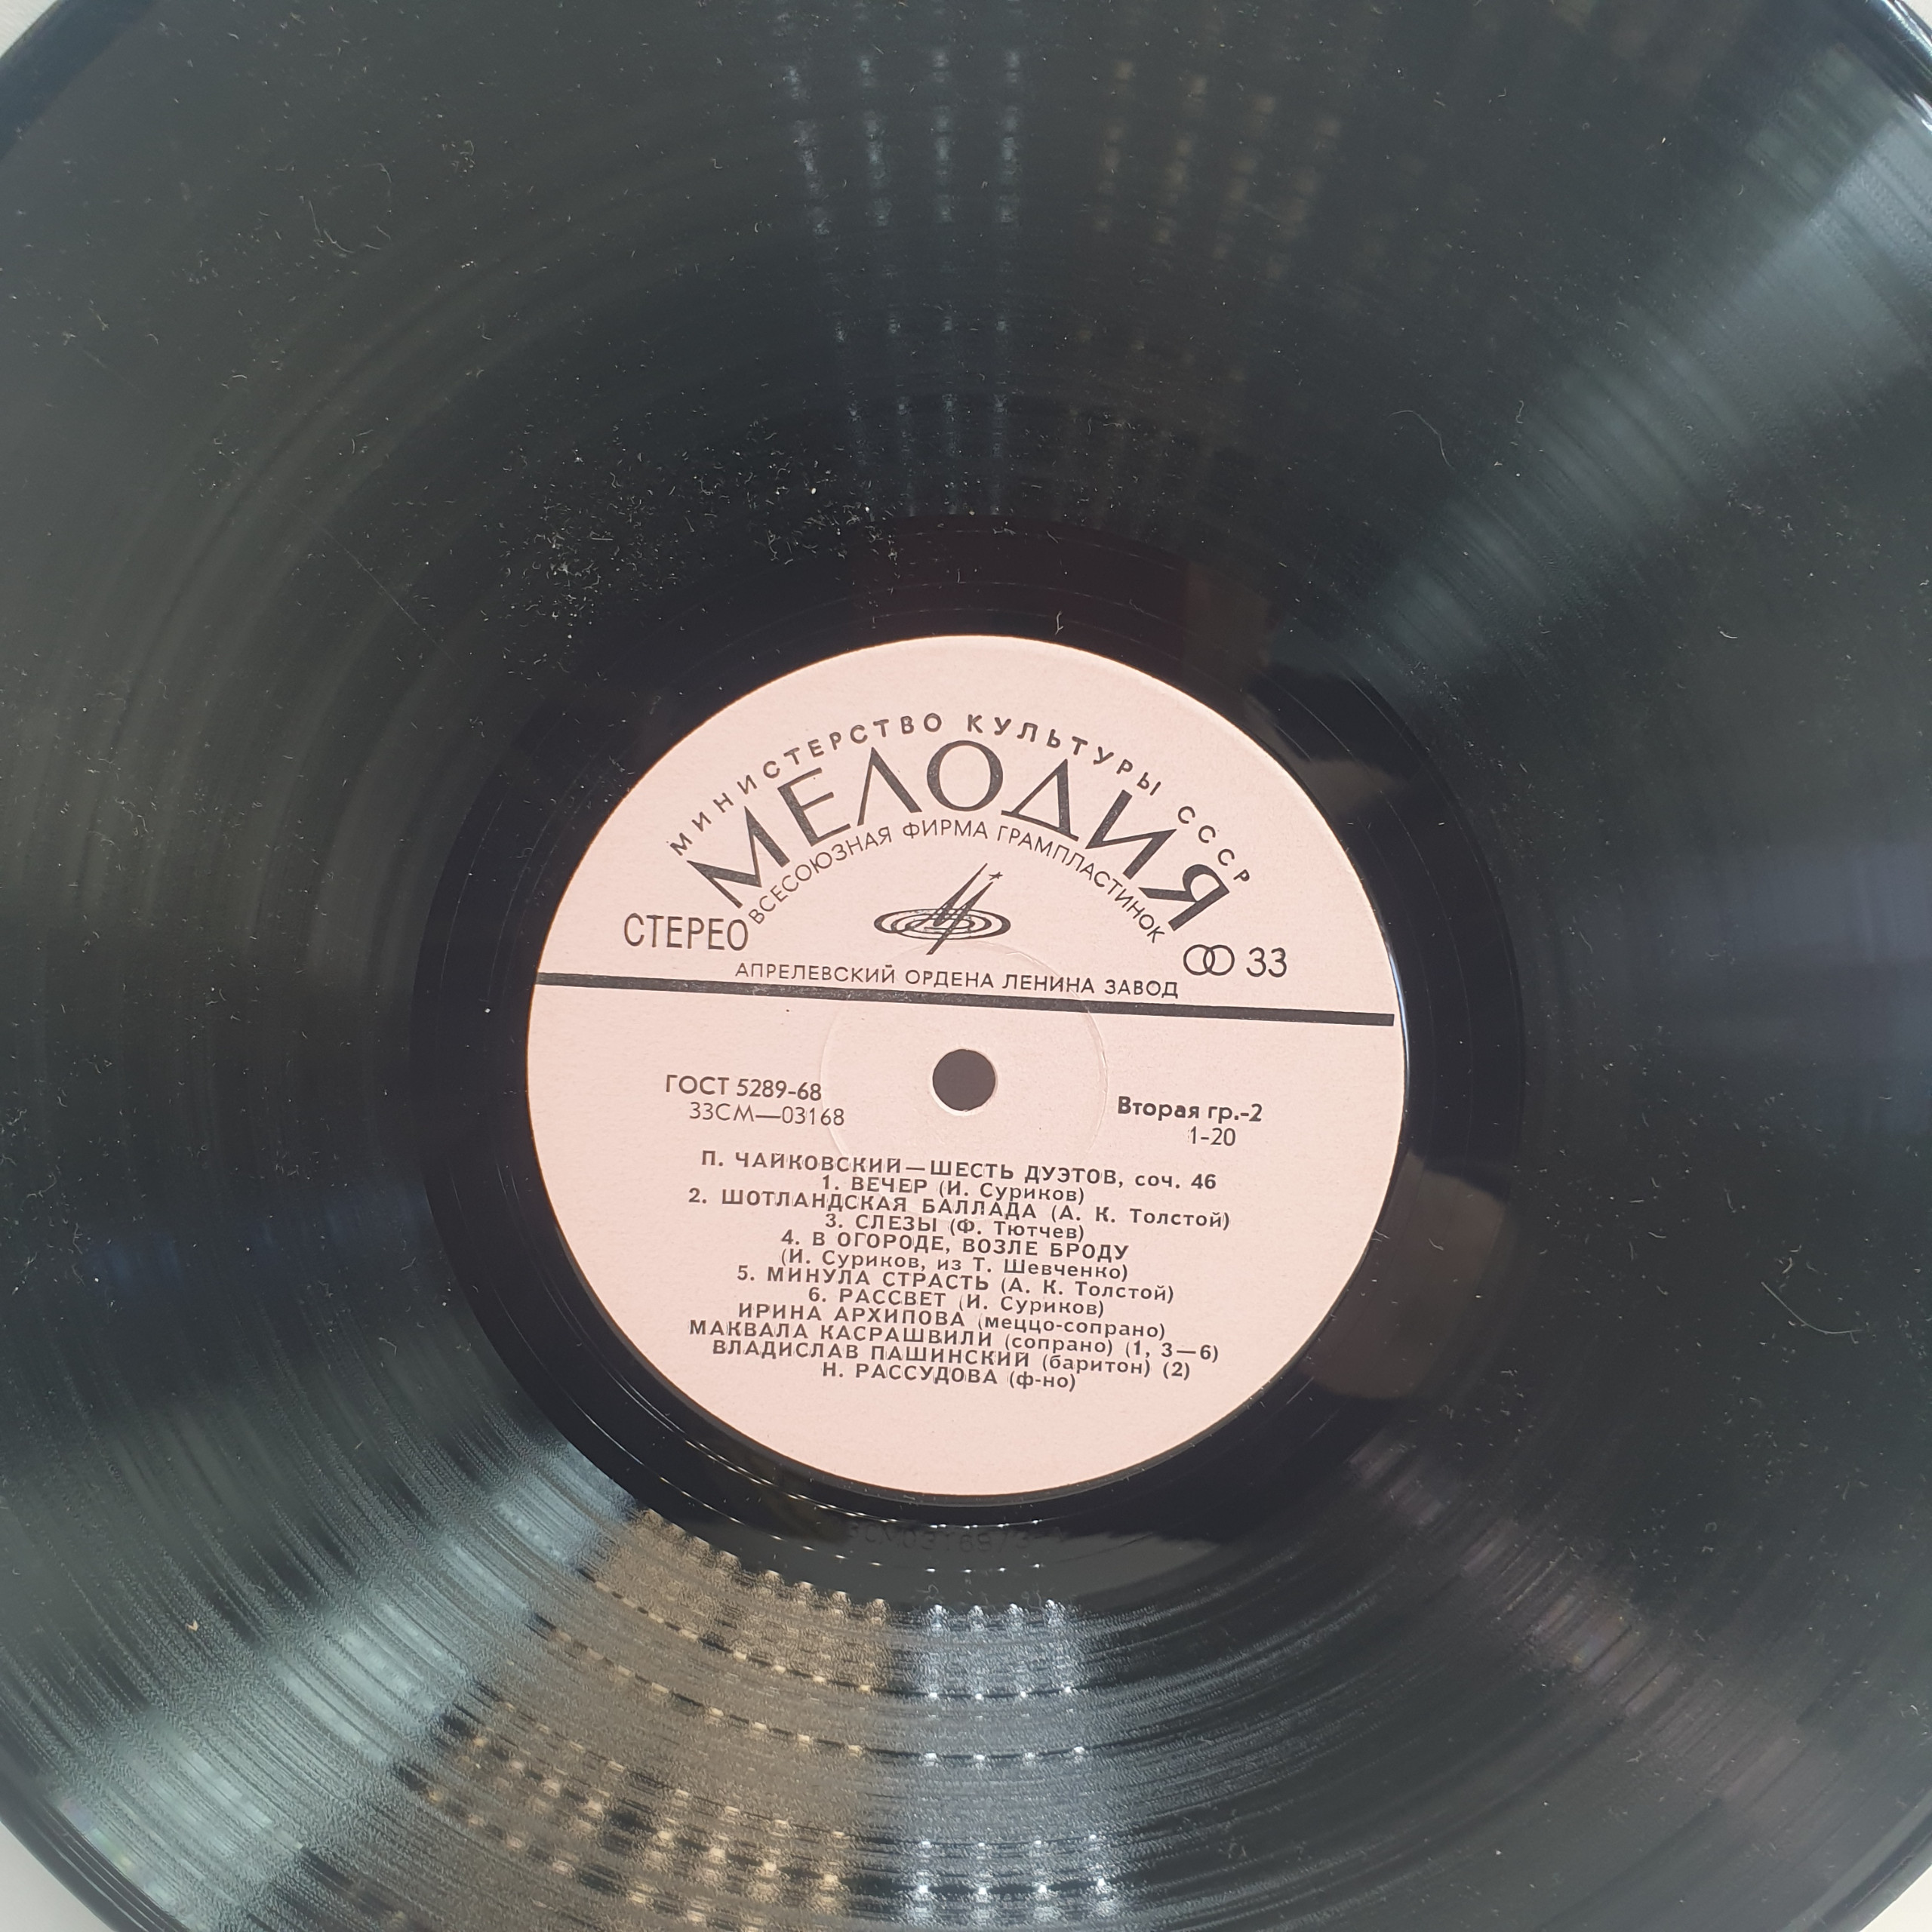 МИНИСТЕРСТВО КУЛЬТУРЫ СССР
МЕЛОДИЯ
ВСЕСОЮЗНАЯ ФИРМА ГРАМПЛАСТИНОК
СТЕРЕО
33
АПРЕЛЕВСКИЙ ОРДЕНА ЛЕНИНА ЗАВОД
ГОСТ 5289-68
33СМ—03168
Вторая гр.-2
1-20
П. ЧАЙКОВСКИЙ—ШЕСТЬ ДУЭТОВ, соч. 46
1. ВЕЧЕР (И. Суриков)
2. ШОТЛАНДСКАЯ БАЛЛАДА (А. К. Толстой)
3. СЛЕЗЫ (Ф. Тютчев)
4. В ОГОРОДЕ, ВОЗЛЕ БРОДУ
(И. Суриков, из Т. Шевченко)
5. МИНУЛА СТРАСТЬ (А. К. Толстой)
6. РАССВЕТ (И. Суриков)
ИРИНА АРХИПОВА (меццо-сопрано)
МАКВАЛА КАСРАШВИЛИ (сопрано) (1, 3—6)
ВЛАДИСЛАВ ПАШИНСКИЙ (баритон) (2)
Н. РАССУДОВА (ф-но)